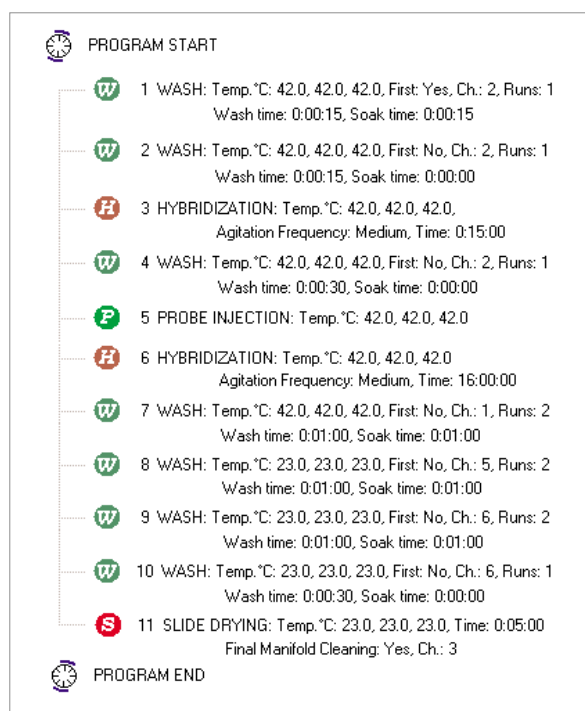 PROGRAM START
W 1 WASH: Temp.°C: 42.0, 42.0, 42.0, First: Yes, Ch.: 2, Runs: 1
Wash time: 0:00:15, Soak time: 0:00:15
W 2 WASH: Temp.°C: 42.0, 42.0, 42.0, First: No, Ch.: 2, Runs: 1
Wash time: 0:00:15, Soak time: 0:00:00
H 3 HYBRIDIZATION: Temp.°C: 42.0, 42.0, 42.0,
Agitation Frequency: Medium, Time: 0:15:00
W 4 WASH: Temp.°C: 42.0, 42.0, 42.0, First: No, Ch.: 2, Runs: 1
Wash time: 0:00:30, Soak time: 0:00:00
P 5 PROBE INJECTION: Temp.°C: 42.0, 42.0, 42.0
H 6 HYBRIDIZATION: Temp.°C: 42.0, 42.0, 42.0
Agitation Frequency: Medium, Time: 16:00:00
W 7 WASH: Temp.°C: 42.0, 42.0, 42.0, First: No, Ch.: 1, Runs: 2
Wash time: 0:01:00, Soak time: 0:01:00
W 8 WASH: Temp.°C: 23.0, 23.0, 23.0, First: No, Ch.: 5, Runs: 2
Wash time: 0:01:00, Soak time: 0:01:00
W 9 WASH: Temp.°C: 23.0, 23.0, 23.0, First: No, Ch.: 6, Runs: 2
Wash time: 0:01:00, Soak time: 0:01:00
W 10 WASH: Temp.°C: 23.0, 23.0, 23.0, First: No, Ch.: 6, Runs: 1
Wash time: 0:00:30, Soak time: 0:00:00
S 11 SLIDE DRYING: Temp.°C: 23.0, 23.0, 23.0, Time: 0:05:00
Final Manifold Cleaning: Yes, Ch.: 3
PROGRAM END